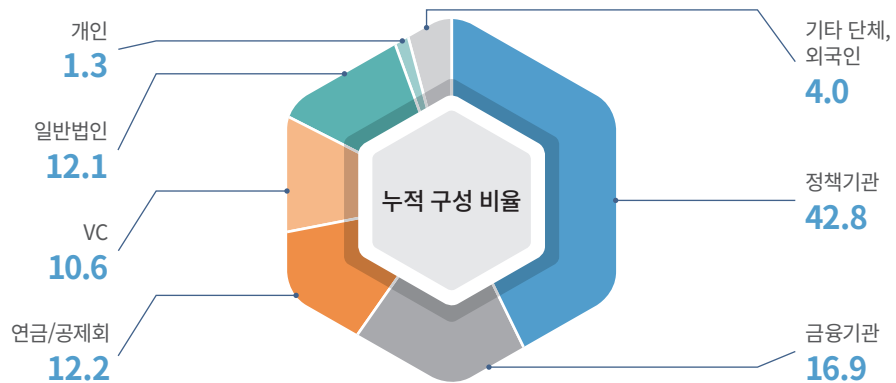 개인
1.3
일반법인
12.1
VC
10.6
연금/공제회
12.2
누적 구성 비율
기타 단체,
외국인
4.0
정책기관
42.8
금융기관
16.9